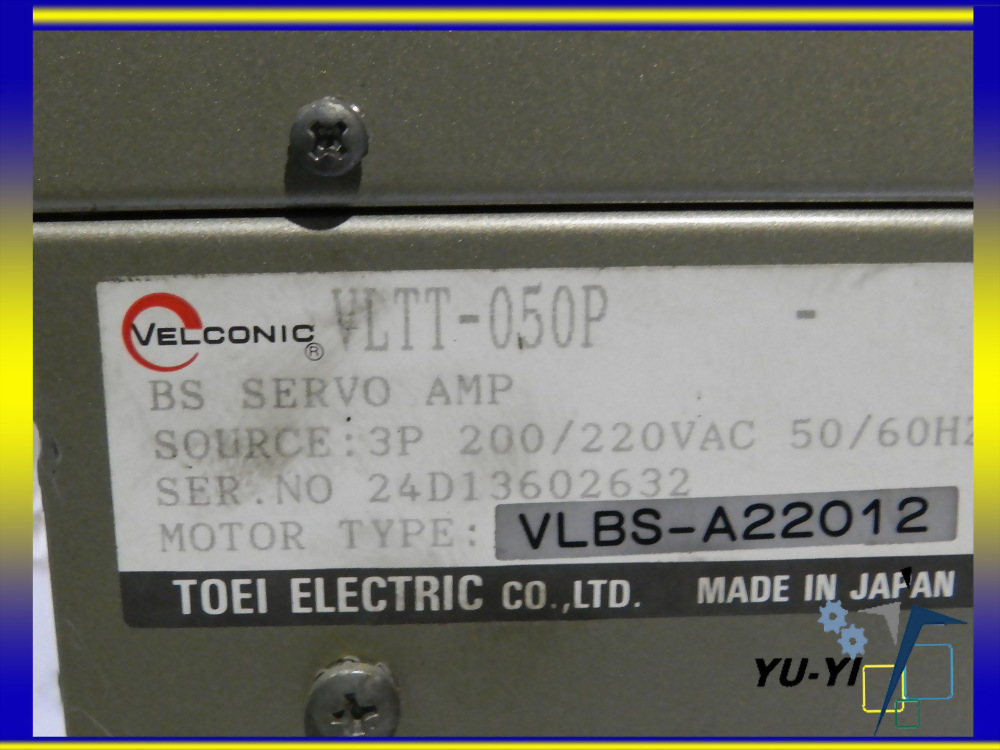 VELCONIC® VLTT-050P -
BS SERVO AMP
SOURCE:3P 200/220VAC 50/60HZ
SER.NO 24D13602632
MOTOR TYPE: VLBS-A22012
TOEI ELECTRIC CO.,LTD. MADE IN JAPAN
YU-YI